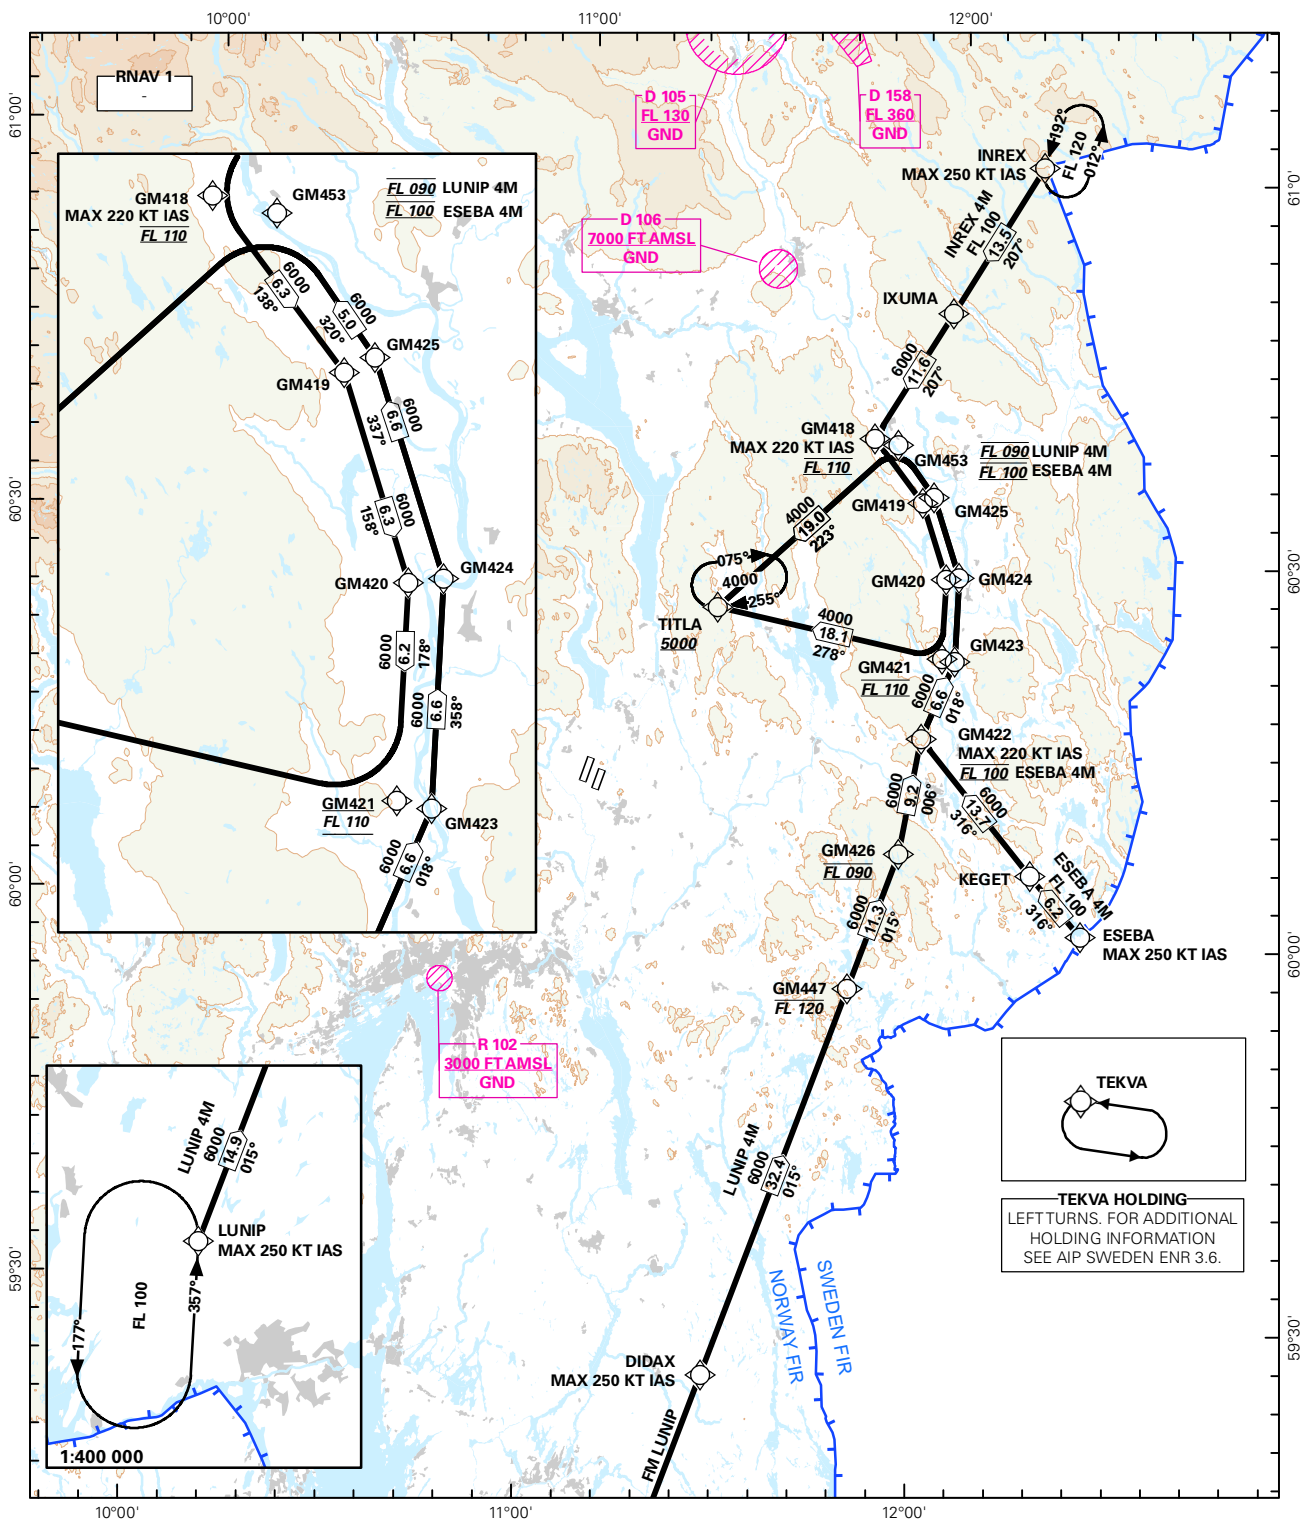 10°00'
11°00'
12°00'
61°00'
60°30'
60°00'
59°30'
61°0'
60°30'
60°00'
59°30'
10°00'
11°00'
12°00'
RNAV 1
-
D 105
FL 130
GND
D 158
FL 360
GND
D 106
7000 FT AMSL
GND
R 102
3000 FT AMSL
GND
GM418
MAX 220 KT IAS
FL 110
GM453
FL 090 LUNIP 4M
FL 100 ESEBA 4M
6000
6.3
138°
6000
5.0
320°
GM425
GM419
6000
6.6
337°
6000
6.3
158°
GM420
GM424
6000
6.2
178°
6000
6.6
358°
GM421
FL 110
GM423
6000
6.6
018°
INREX
MAX 250 KT IAS
192°
FL 120
012°
INREX 4M
FL 100
13.5
207°
IXUMA
6000
11.6
207°
GM418
MAX 220 KT IAS
FL 110
GM453
FL 090 LUNIP 4M
FL 100 ESEBA 4M
GM419
GM425
4000
19.0
223°
075°
4000
255°
TITLA
5000
4000
18.1
278°
GM420
GM424
GM421
FL 110
GM423
6000
6.6
018°
GM422
MAX 220 KT IAS
FL 100 ESEBA 4M
6000
9.2
006°
6000
13.7
316°
GM426
FL 090
KEGET
ESEBA 4M
FL 100
6.2
316°
ESEBA
MAX 250 KT IAS
6000
11.3
015°
GM447
FL 120
LUNIP 4M
6000
32.4
015°
DIDAX
MAX 250 KT IAS
FM LUNIP
NORWAY FIR
SWEDEN FIR
TEKVA
TEKVA HOLDING
LEFT TURNS. FOR ADDITIONAL
HOLDING INFORMATION
SEE AIP SWEDEN ENR 3.6.
LUNIP 4M
6000
14.9
015°
LUNIP
MAX 250 KT IAS
FL 100
357°
177°
1:400 000